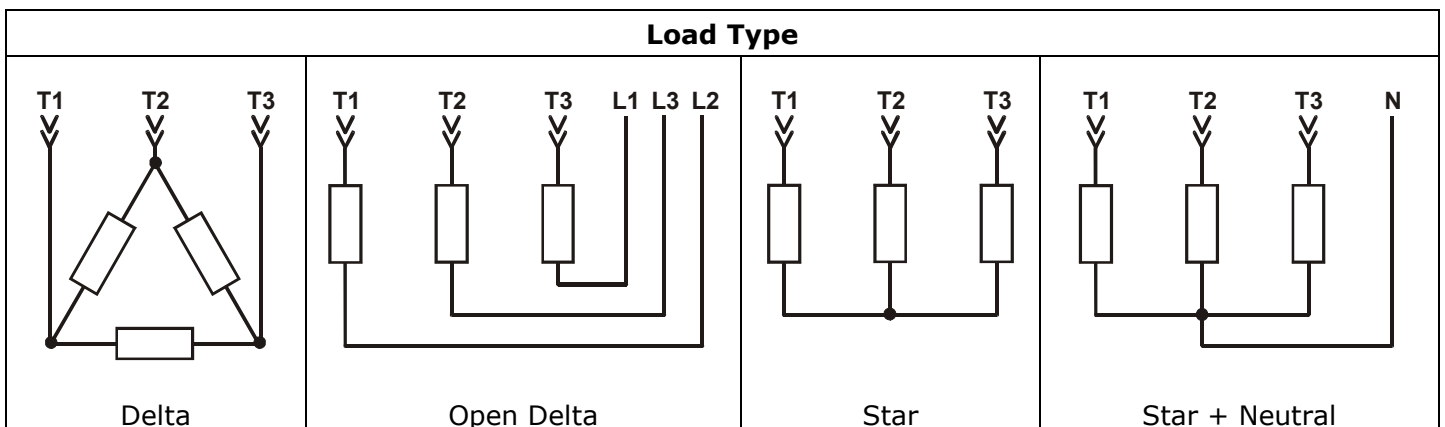 Load Type
T1 T2 T3 T1 T2 T3 L1 L3 L2 T1 T2 T3 T1 T2 T3 N
Delta Open Delta Star Star + Neutral